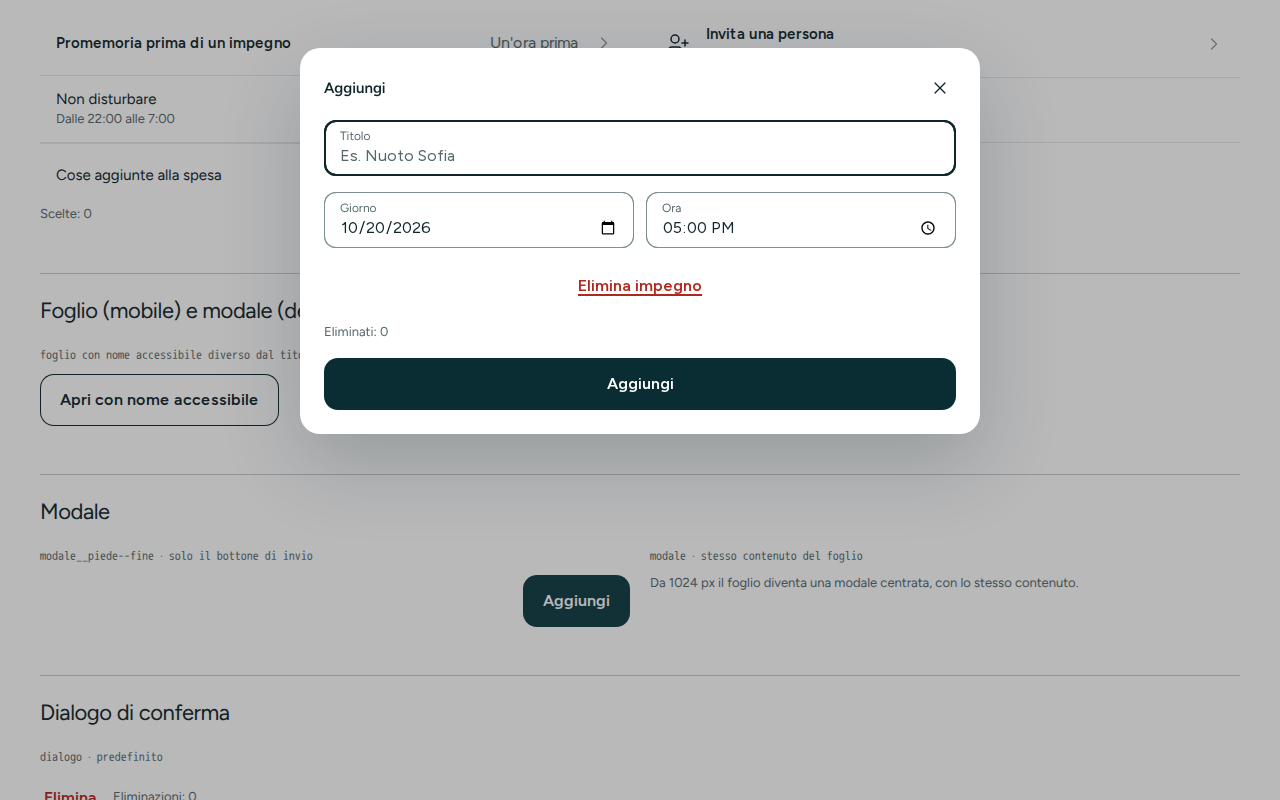 Promemoria prima di un impegno
Un'ora prima
Invita una persona
Non disturbare
Dalle 22:00 alle 7:00
Cose aggiunte alla spesa
Scelte: 0
Aggiungi
Titolo
Es. Nuoto Sofia
Giorno
10/20/2026
Ora
05:00 PM
Elimina impegno
Eliminati: 0
Aggiungi
Foglio (mobile) e modale (de
foglio con nome accessibile diverso dal tito
Apri con nome accessibile
Modale
modale__piede--fine · solo il bottone di invio
Aggiungi
modale · stesso contenuto del foglio
Da 1024 px il foglio diventa una modale centrata, con lo stesso contenuto.
Dialogo di conferma
dialogo · predefinito
Elimina
Eliminazioni: 0